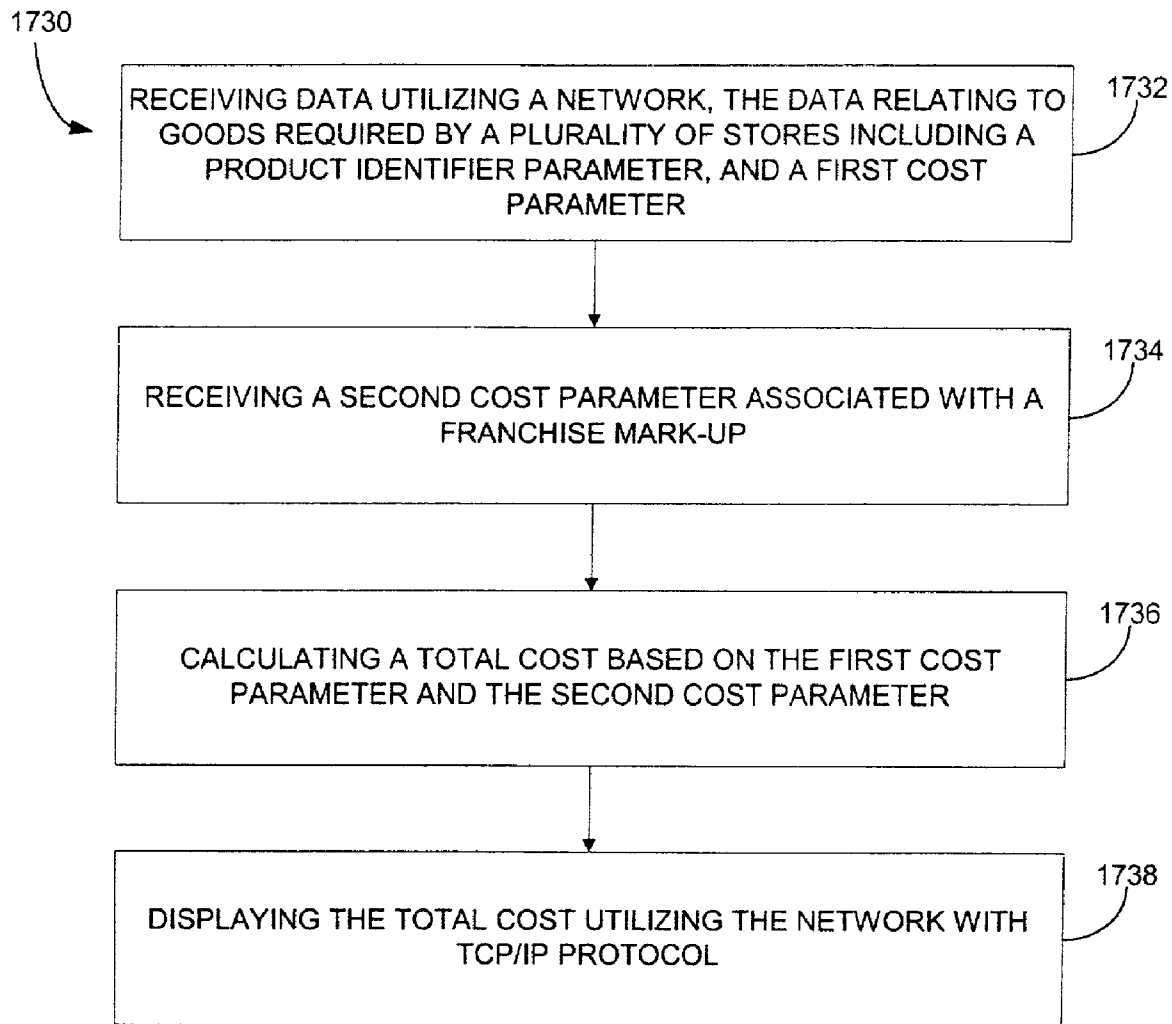 1730
RECEIVING DATA UTILIZING A NETWORK, THE DATA RELATING TO
GOODS REQUIRED BY A PLURALITY OF STORES INCLUDING A
PRODUCT IDENTIFIER PARAMETER, AND A FIRST COST
PARAMETER
1732
RECEIVING A SECOND COST PARAMETER ASSOCIATED WITH A
FRANCHISE MARK-UP
1734
CALCULATING A TOTAL COST BASED ON THE FIRST COST
PARAMETER AND THE SECOND COST PARAMETER
1736
DISPLAYING THE TOTAL COST UTILIZING THE NETWORK WITH
TCP/IP PROTOCOL
1738